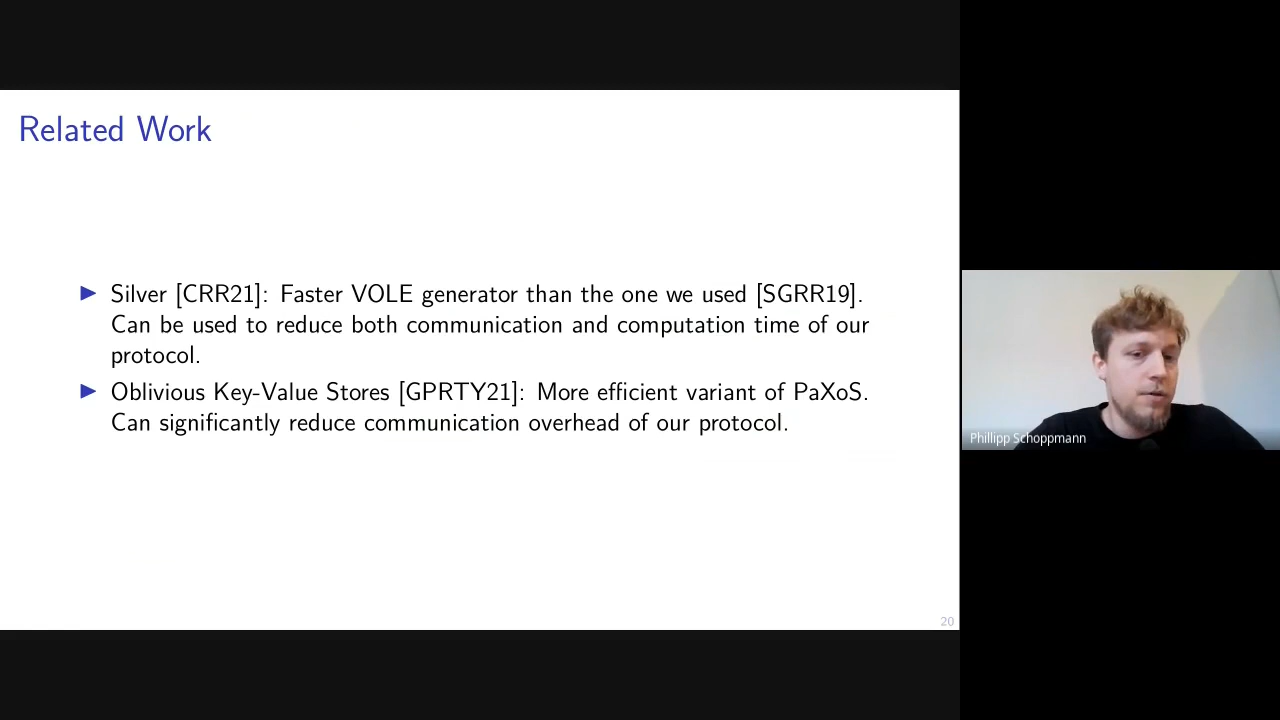 Related Work
▶ Silver [CRR21]: Faster VOLE generator than the one we used [SGRR19].
Can be used to reduce both communication and computation time of our
protocol.
▶ Oblivious Key-Value Stores [GPRTY21]: More efficient variant of PaXoS.
Can significantly reduce communication overhead of our protocol.
20
Phillipp Schoppmann